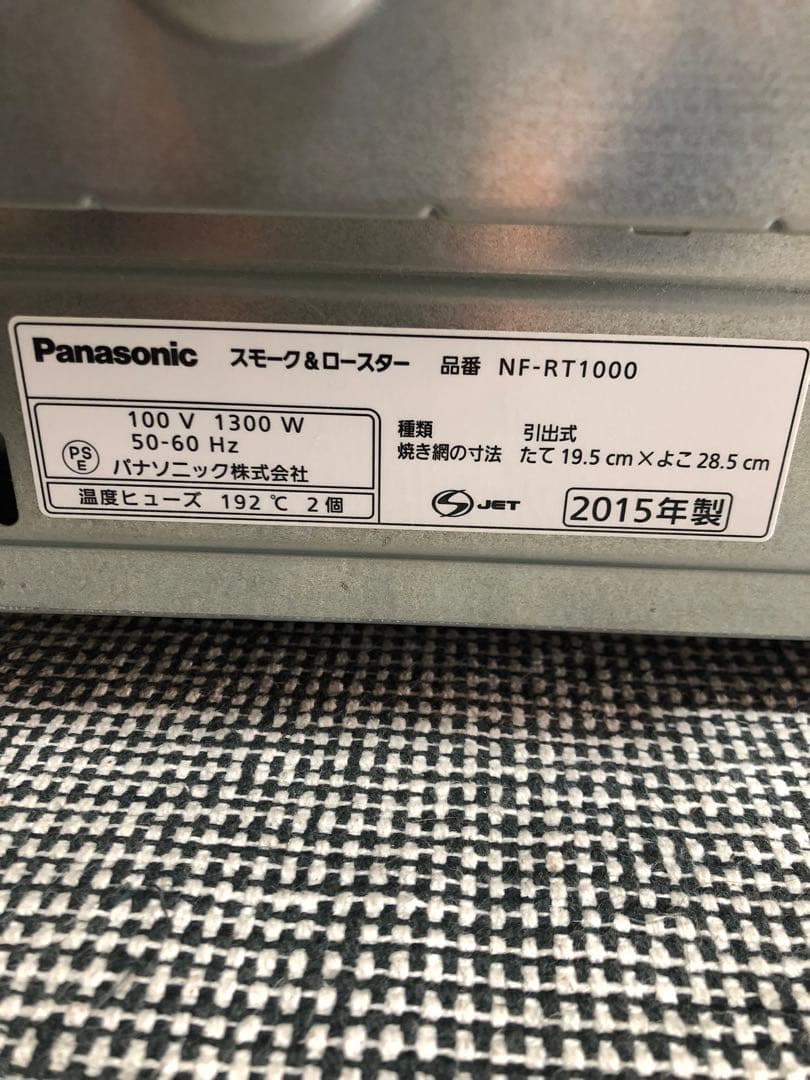 Panasonic スモーク&ロースター 品番 NF-RT1000
100 V 1300 W
50-60 Hz
PS
E
パナソニック株式会社
温度ヒューズ 192℃ 2個
種類 引出式
焼き網の寸法 たて 19.5 cm×よこ 28.5 cm
JET
2015年製